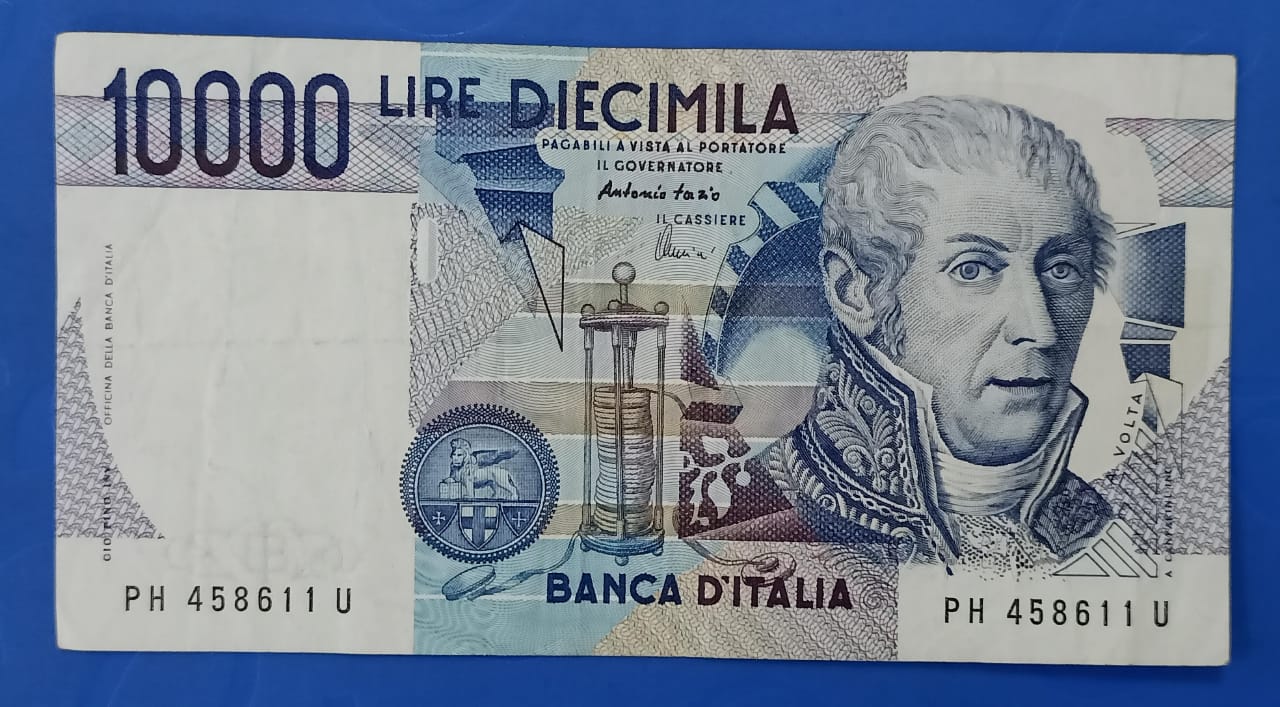 10000 LIRE DIECIMILA
PAGABILI A VISTA AL PORTATORE
IL GOVERNATORE
Antonio Fazio
IL CASSIERE
OFFICINA DELLA BANCA D'ITALIA
A VOLTA
BANCA D'ITALIA
PH 458611 U
PH 458611 U